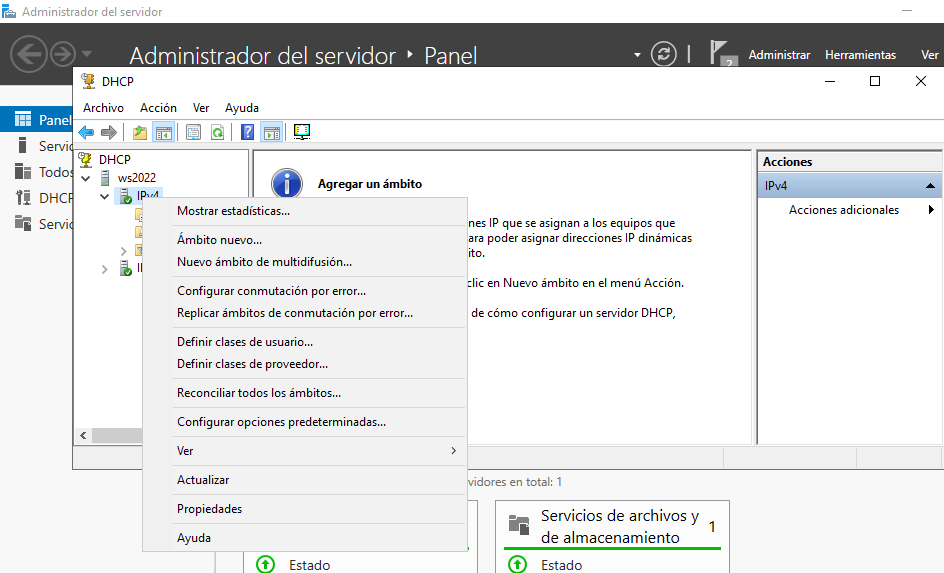 Administrador del servidor
Administrador del servidor ‣ Panel
2
Administrar
Herramientas
Ver
DHCP
Archivo
Acción
Ver
Ayuda
Panel
Todos
DHCP
DHCP
ws2022
IPv4
Agregar un ámbito
nes IP que se asignan a los equipos que
ara poder asignar direcciones IP dinámicas
ito.
clic en Nuevo ámbito en el menú Acción.
de cómo configurar un servidor DHCP,
Acciones
IPv4
Acciones adicionales
Mostrar estadísticas...
Ámbito nuevo...
Nuevo ámbito de multidifusión...
Configurar conmutación por error...
Replicar ámbitos de conmutación por error...
Definir clases de usuario...
Definir clases de proveedor...
Reconciliar todos los ámbitos...
Configurar opciones predeterminadas...
Ver
Actualizar
Propiedades
Ayuda
vidores en total: 1
Servicios de archivos y
de almacenamiento
1
Estado
Estado